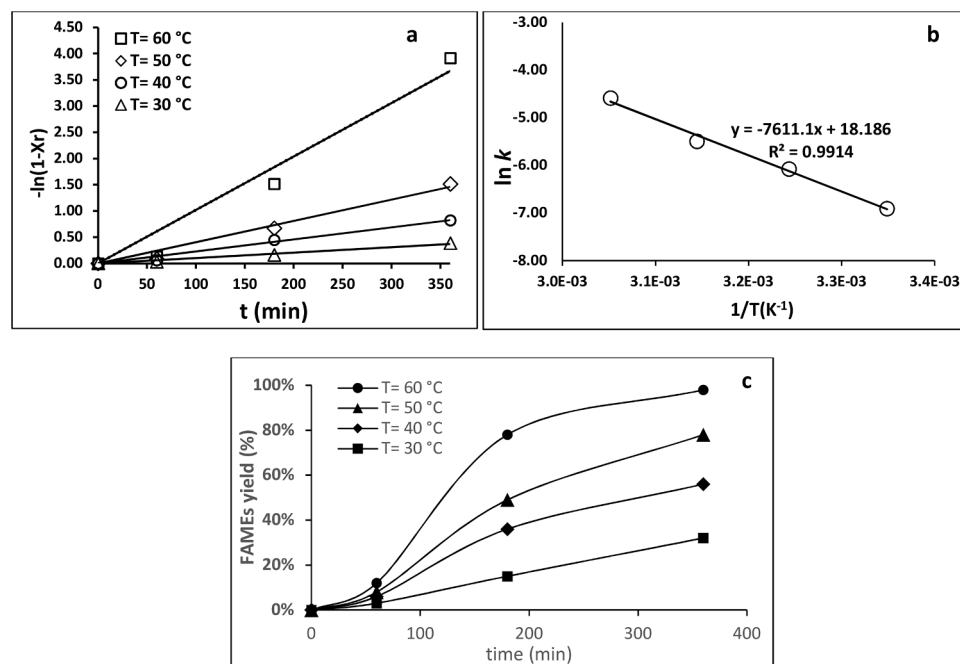 a
-4.50
4.00
3.50
3.00
2.50
2.00
1.50
1.00
0.50
0.00
-ln(1-Xr)
T= 60 °C
T= 50 °C
T= 40 °C
T= 30 °C
0
50
100
150
200
250
300
350
t (min)
b
-4.0
-5.00
-6.00
-7.00
-8.00
ln k
y = -7611.1x + 18.186
R² = 0.9914
3.0E-03
3.1E-03
3.2E-03
3.3E-03
3.4E-03
1/T(K⁻¹)
c
100%
80%
60%
40%
20%
0%
FAMEs yield (%)
T= 60 °C
T= 50 °C
T= 40 °C
T= 30 °C
0
100
200
300
400
time (min)